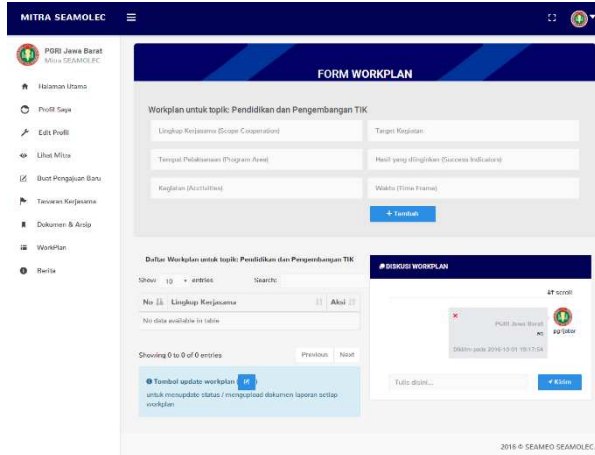 MITRA SEAMOLEC
PGRI Jawa Barat
Mitra SEAMOLEC
Halaman Utama
Profil Saya
Edit Profil
Lihat Mitra
Buat Pengajuan Baru
Tawaran Kerjasama
Dokumen & Arsip
WorkPlan
Berita
FORM WORKPLAN
Workplan untuk topik: Pendidikan dan Pengembangan TIK
Lingkup Kerjasama (Scope Cooperation)
Target Kegiatan
Tempat Pelaksanaan (Program Area)
Hasil yang diinginkan (Success Indicators)
Kegiatan (Acctivities)
Waktu (Time Frame)
+ Tambah
Daftar Workplan untuk topik: Pendidikan dan Pengembangan TIK
Show 10 entries Search:
No Lingkup Kerjasama Aksi
No data available in table
Showing 0 to 0 of 0 entries Previous Next
Tombol update workplan ( )
untuk mengupdate status / mengupload dokumen laporan setiap
workplan
DISKUSI WORKPLAN
scroll
PGRI Jawa Barat
pgrijabar
Dikirim pada 2016-10-01 19:17:54
Tulis disini...
Kirim
2016 © SEAMEO SEAMOLEC.